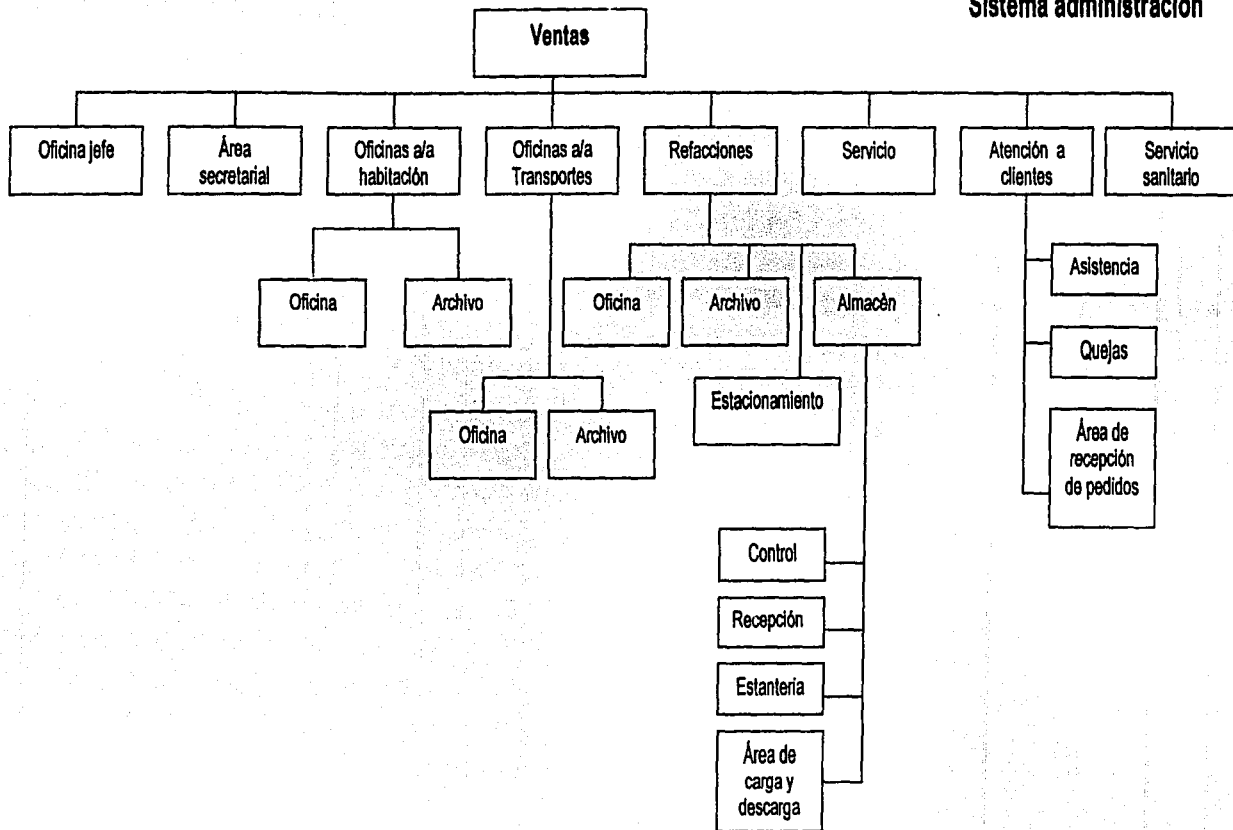 Sistema administración
Ventas
Oficina jefe
Área
secretarial
Oficinas a/a
habitación
Oficinas a/a
Transportes
Refacciones
Servicio
Atención a
clientes
Servicio
sanitario
Oficina
Archivo
Oficina
Archivo
Almacèn
Asistencia
Quejas
Área de
recepción
de pedidos
Estacionamiento
Oficina
Archivo
Control
Recepción
Estantería
Área de
carga y
descarga